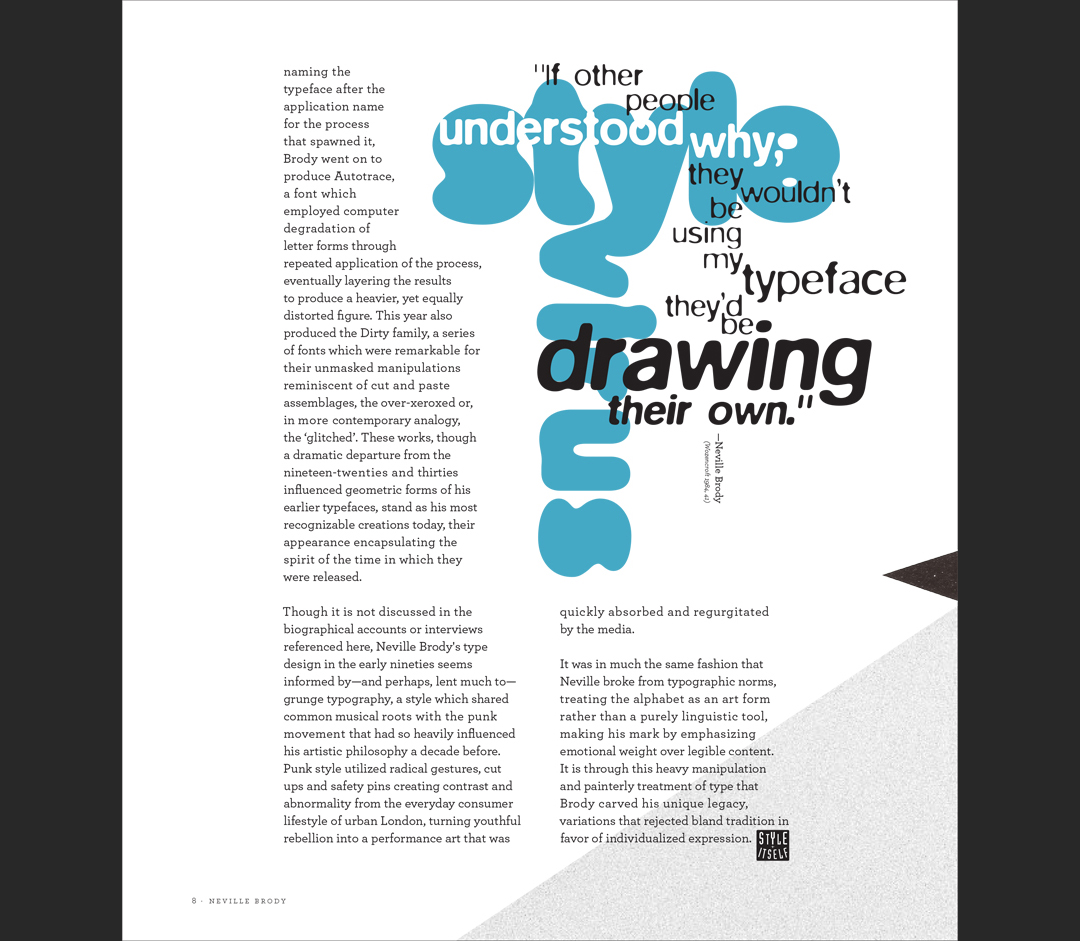 naming the
typeface after the
application name
for the process
that spawned it,
Brody went on to
produce Autotrace,
a font which
employed computer
degradation of
letter forms through
repeated application of the process,
eventually layering the results
to produce a heavier, yet equally
distorted figure. This year also
produced the Dirty family, a series
of fonts which were remarkable for
their unmasked manipulations
reminiscent of cut and paste
assemblages, the over-xeroxed or,
in more contemporary analogy,
the ‘glitched’. These works, though
a dramatic departure from the
nineteen-twenties and thirties
influenced geometric forms of his
earlier typefaces, stand as his most
recognizable creations today, their
appearance encapsulating the
spirit of the time in which they
were released.
Though it is not discussed in the
biographical accounts or interviews
referenced here, Neville Brody's type
design in the early nineties seems
informed by—and perhaps, lent much to—
grunge typography, a style which shared
common musical roots with the punk
movement that had so heavily influenced
his artistic philosophy a decade before.
Punk style utilized radical gestures, cut
ups and safety pins creating contrast and
abnormality from the everyday consumer
lifestyle of urban London, turning youthful
rebellion into a performance art that was
style
virus
"If other
people
understood
why,
they
wouldn't
be
using
my
typeface
they'd
be
drawing
their own."
—Neville Brody
(Wozencroft 1984, 42)
quickly absorbed and regurgitated
by the media.
It was in much the same fashion that
Neville broke from typographic norms,
treating the alphabet as an art form
rather than a purely linguistic tool,
making his mark by emphasizing
emotional weight over legible content.
It is through this heavy manipulation
and painterly treatment of type that
Brody carved his unique legacy,
variations that rejected bland tradition in
favor of individualized expression.
STYLE
ITSELF
8 · NEVILLE BRODY